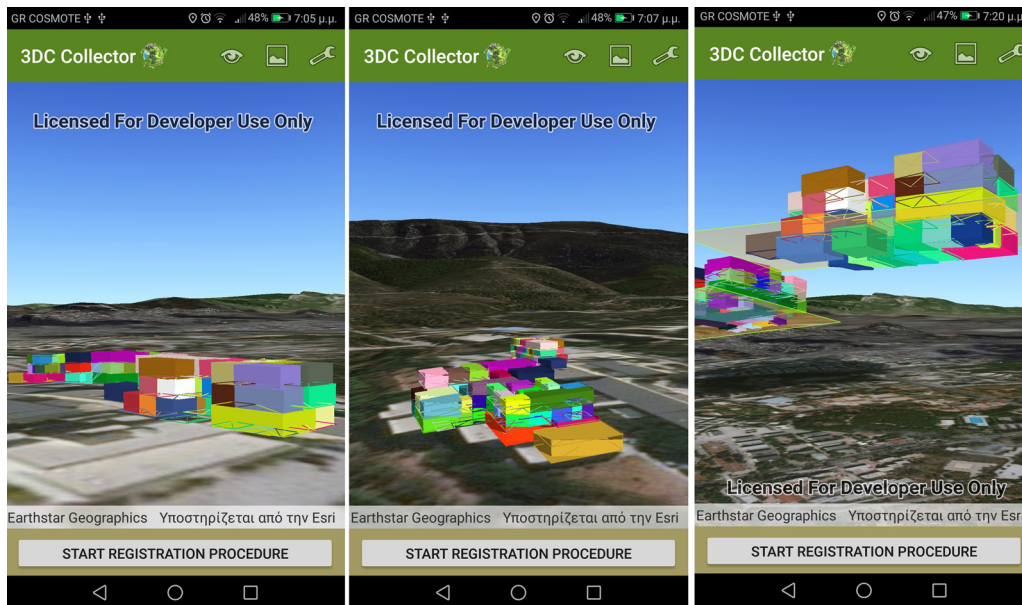 GR COSMOTE 48% 7:05 μ.μ.
3DC Collector
Licensed For Developer Use Only
Earthstar Geographics Υποστηρίζεται από την Esri
START REGISTRATION PROCEDURE
GR COSMOTE 48% 7:07 μ.μ.
3DC Collector
Licensed For Developer Use Only
Earthstar Geographics Υποστηρίζεται από την Esri
START REGISTRATION PROCEDURE
GR COSMOTE 47% 7:20 μ.μ
3DC Collector
Licensed For Developer Use Only
Earthstar Geographics Υποστηρίζεται από την Esr
START REGISTRATION PROCEDURE